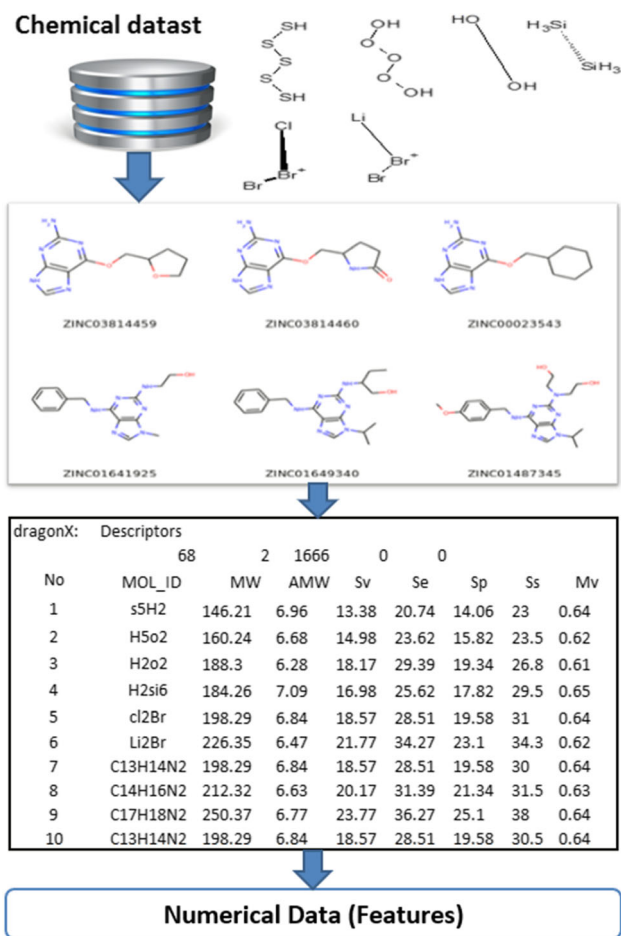 Chemical datast
SH
S
S
S
SH
OH
O
O
O
OH
HO
OH
H3Si
SiH3
Cl
Br+
Br
Li
Br+
Br
ZINC03814459
ZINC03814460
ZINC00023543
ZINC01641925
ZINC01649340
ZINC01487345
dragonX: Descriptors
68 2 1666 0 0
No MOL_ID MW AMW Sv Se Sp Ss Mv
1 s5H2 146.21 6.96 13.38 20.74 14.06 23 0.64
2 H5o2 160.24 6.68 14.98 23.62 15.82 23.5 0.62
3 H2o2 188.3 6.28 18.17 29.39 19.34 26.8 0.61
4 H2si6 184.26 7.09 16.98 25.62 17.82 29.5 0.65
5 cl2Br 198.29 6.84 18.57 28.51 19.58 31 0.64
6 Li2Br 226.35 6.47 21.77 34.27 23.1 34.3 0.62
7 C13H14N2 198.29 6.84 18.57 28.51 19.58 30 0.64
8 C14H16N2 212.32 6.63 20.17 31.39 21.34 31.5 0.63
9 C17H18N2 250.37 6.77 23.77 36.27 25.1 38 0.64
10 C13H14N2 198.29 6.84 18.57 28.51 19.58 30.5 0.64
Numerical Data (Features)